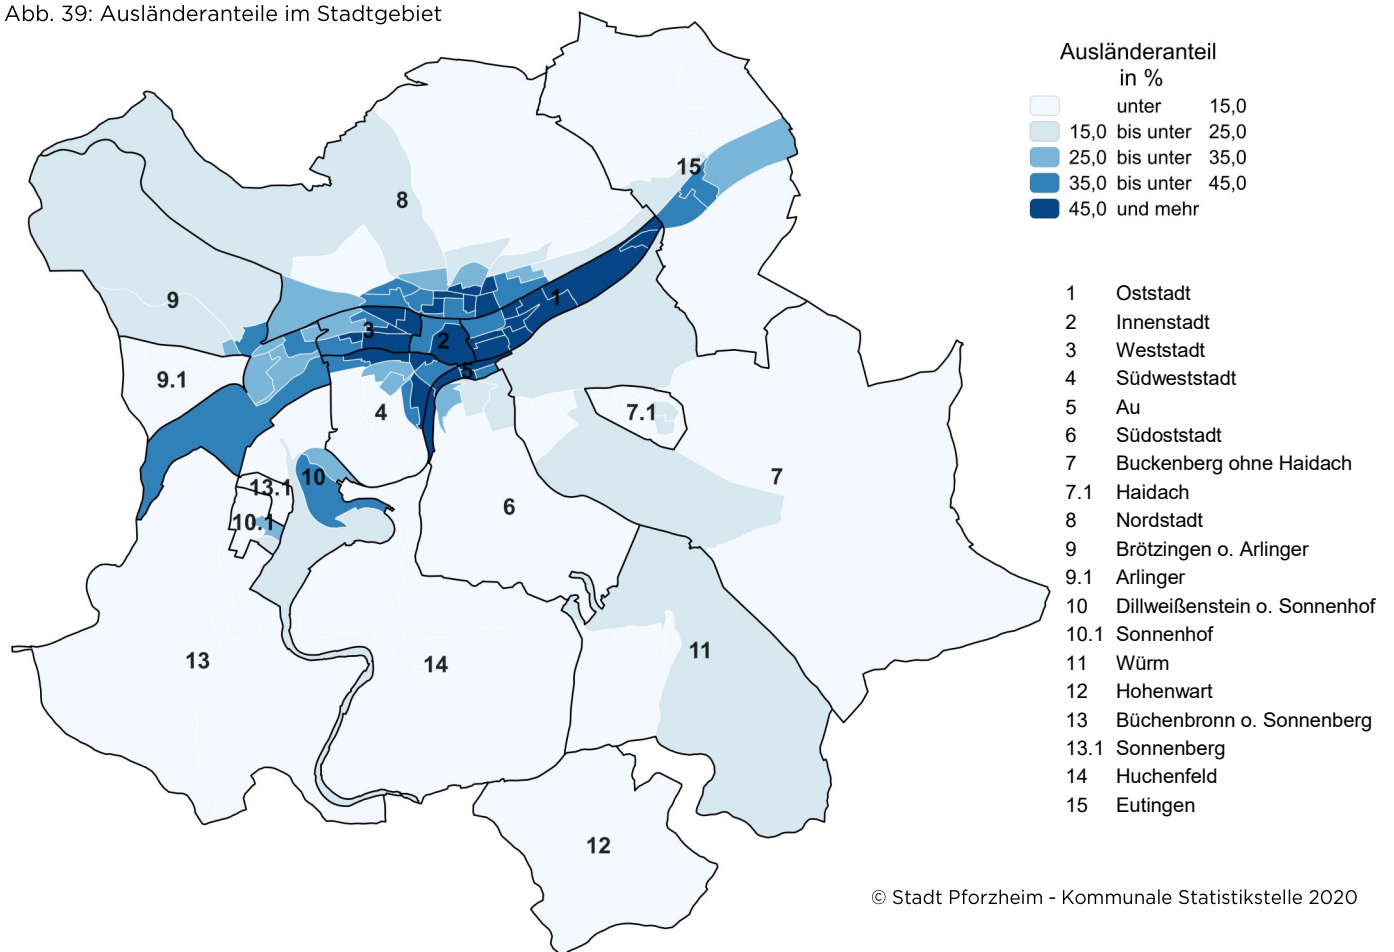 Abb. 39: Ausländeranteile im Stadtgebiet
Ausländeranteil
in %
unter 15,0
15,0 bis unter 25,0
25,0 bis unter 35,0
35,0 bis unter 45,0
45,0 und mehr
1 Oststadt
2 Innenstadt
3 Weststadt
4 Südweststadt
5 Au
6 Südoststadt
7 Buckenberg ohne Haidach
7.1 Haidach
8 Nordstadt
9 Brötzingen o. Arlinger
9.1 Arlinger
10 Dillweißenstein o. Sonnenhof
10.1 Sonnenhof
11 Würm
12 Hohenwart
13 Büchenbronn o. Sonnenberg
13.1 Sonnenberg
14 Huchenfeld
15 Eutingen
15
8
9
1
3
2
5
9.1
4
7.1
10
7
13.1
6
10.1
11
13
14
12
© Stadt Pforzheim - Kommunale Statistikstelle 2020